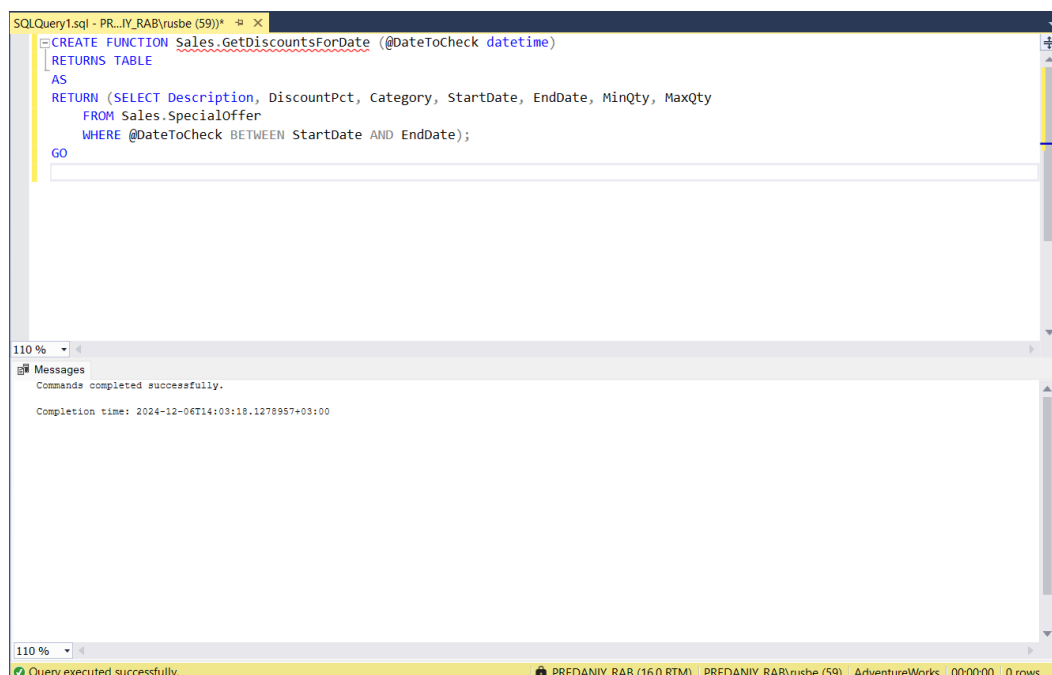 SQLQuery1.sql - PR...IY_RAB\rusbe (59))*
CREATE FUNCTION Sales.GetDiscountsForDate (@DateToCheck datetime)
RETURNS TABLE
AS
RETURN (SELECT Description, DiscountPct, Category, StartDate, EndDate, MinQty, MaxQty
FROM Sales.SpecialOffer
WHERE @DateToCheck BETWEEN StartDate AND EndDate);
GO
110 %
Messages
Commands completed successfully.
Completion time: 2024-12-06T14:03:18.1278957+03:00
110 %
Query executed successfully. PREDANIY_RAB (16.0 RTM) PREDANIY_RAB\rusbe (59) AdventureWorks 00:00:00 0 rows